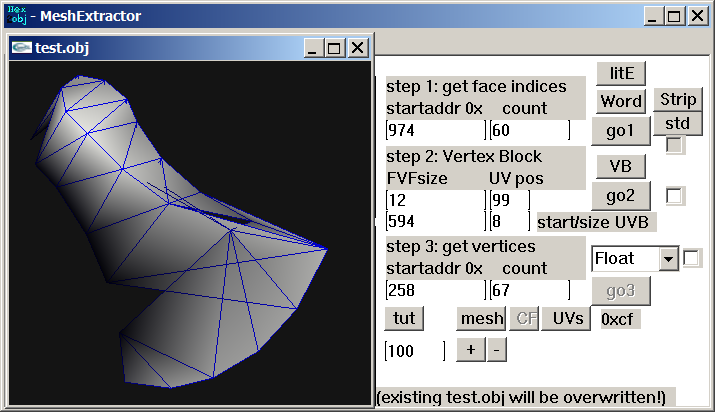 Hex
obj - MeshExtractor
test.obj
step 1: get face indices
startaddr 0x count
974 60
litE
Word
go1
Strip
std
step 2: Vertex Block
FVFsize UV pos
12 99
594 8 start/size UVB
VB
go2
step 3: get vertices
startaddr 0x count
258 67
Float
go3
tut mesh CF UVs 0xcf
100 + -
(existing test.obj will be overwritten!)